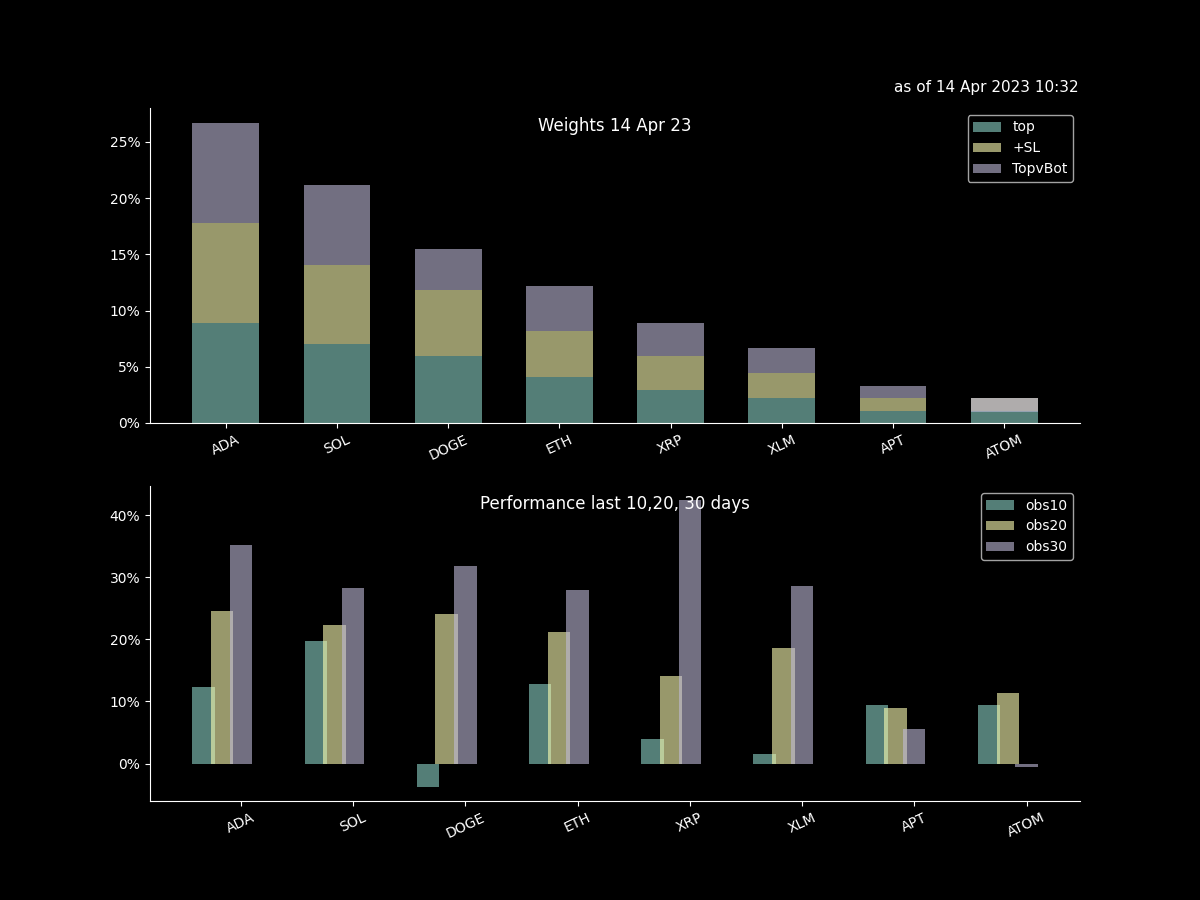 as of 14 Apr 2023 10:32
Weights 14 Apr 23
top
+SL
TopvBot
25%
20%
15%
10%
5%
0%
ADA SOL DOGE ETH XRP XLM APT ATOM
Performance last 10,20, 30 days
obs10
obs20
obs30
40%
30%
20%
10%
0%
ADA SOL DOGE ETH XRP XLM APT ATOM